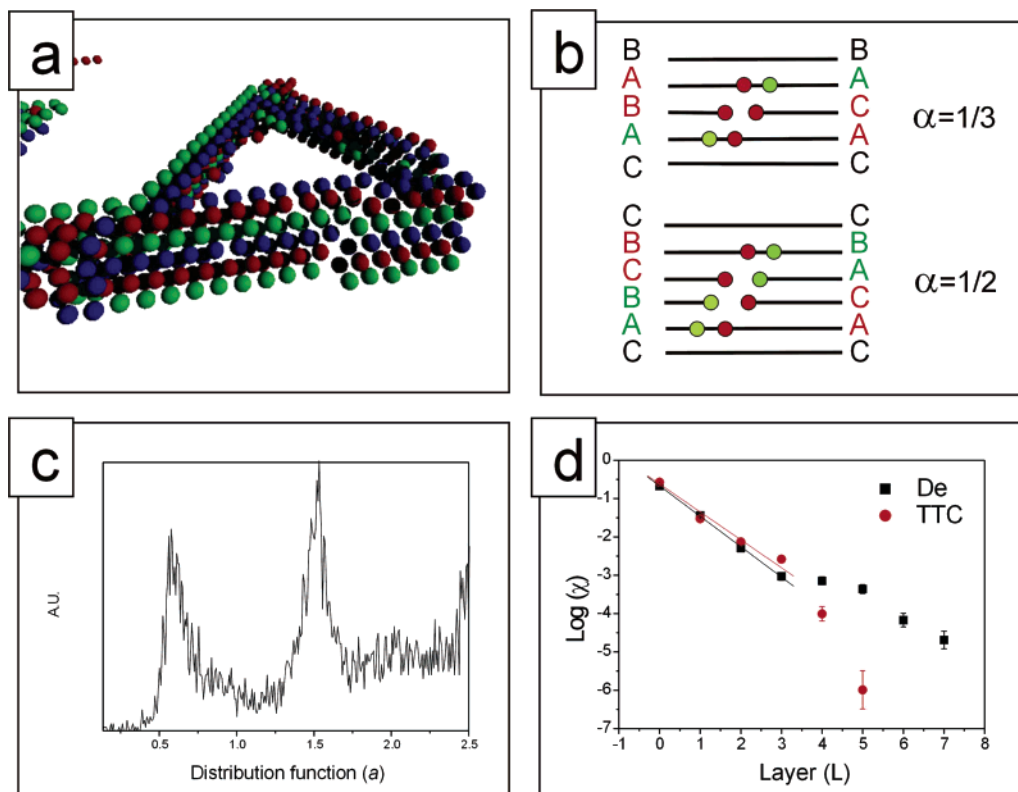 a
b
B B
A A
B C
A A
C C
α=1/3
C C
B B
C A
B C
A A
C C
α=1/2
c
A.U.
0.5 1.0 1.5 2.0 2.5
Distribution function (a)
d
De
TTC
Log (χ)
0
-1
-2
-3
-4
-5
-6
-7
-1 0 1 2 3 4 5 6 7 8
Layer (L)